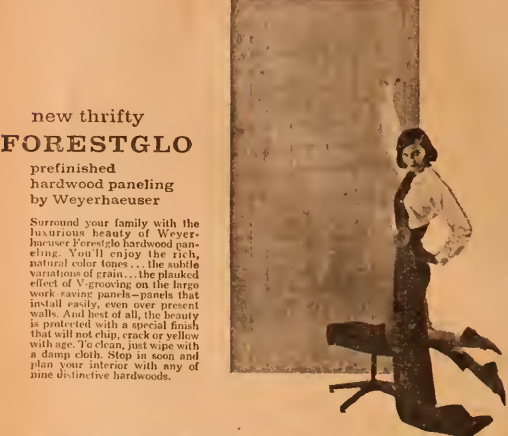 new thrifty
FORESTGLO
prefinished
hardwood paneling
by Weyerhaeuser
Surround your family with the
luxurious beauty of Weyer-
haeuser Forestglo hardwood pan-
eling. You'll enjoy the rich,
natural color tones... the subtle
variations of grain... the planked
effect of V-grooving on the large
work-saving panels—panels that
install easily, even over present
walls. And best of all, the beauty
is protected with a special finish
that will not chip, crack or yellow
with age. To clean, just wipe with
a damp cloth. Stop in soon and
plan your interior with any of
nine distinctive hardwoods.